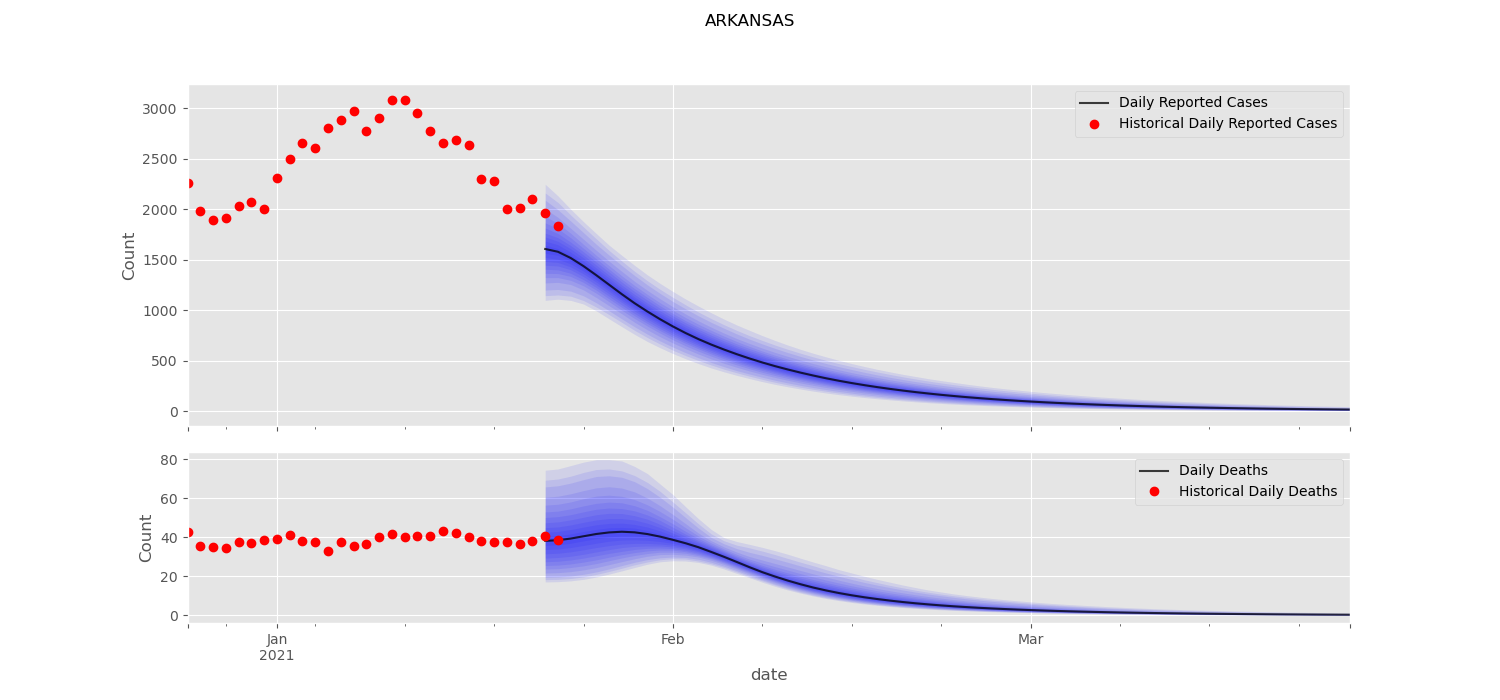 ARKANSAS
3000
2500
2000
1500
1000
500
0
Count
Daily Reported Cases
Historical Daily Reported Cases
80
60
40
20
0
Count
Daily Deaths
Historical Daily Deaths
Jan
2021
Feb
Mar
date